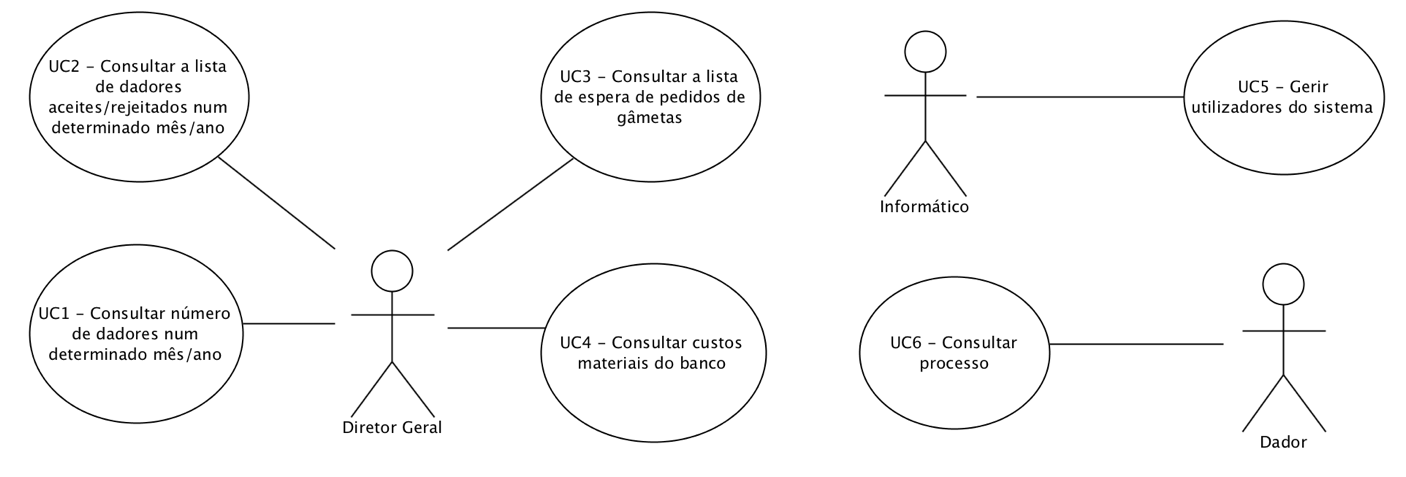 UC2 – Consultar a lista
de dadores
aceites/rejeitados num
determinado mês/ano
UC3 – Consultar a lista
de espera de pedidos de
gâmetas
UC1 – Consultar número
de dadores num
determinado mês/ano
UC4 – Consultar custos
materiais do banco
Diretor Geral
UC5 – Gerir
utilizadores do sistema
Informático
UC6 – Consultar
processo
Dador